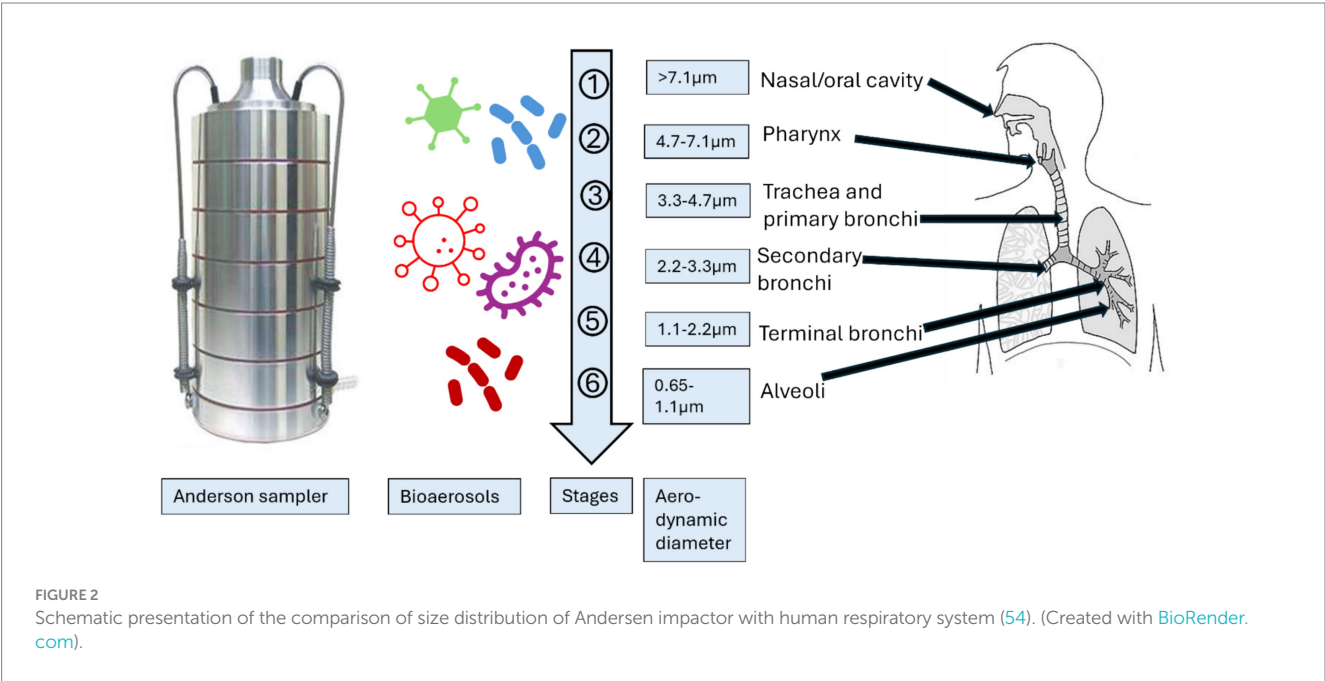 ①
>7.1µm
Nasal/oral cavity
②
4.7-7.1µm
Pharynx
③
3.3-4.7µm
Trachea and
primary bronchi
④
2.2-3.3µm
Secondary
bronchi
⑤
1.1-2.2µm
Terminal bronchi
⑥
0.65-
1.1µm
Alveoli
Anderson sampler
Bioaerosols
Stages
Aero-
dynamic
diameter
FIGURE 2
Schematic presentation of the comparison of size distribution of Andersen impactor with human respiratory system (54). (Created with BioRender.
com).